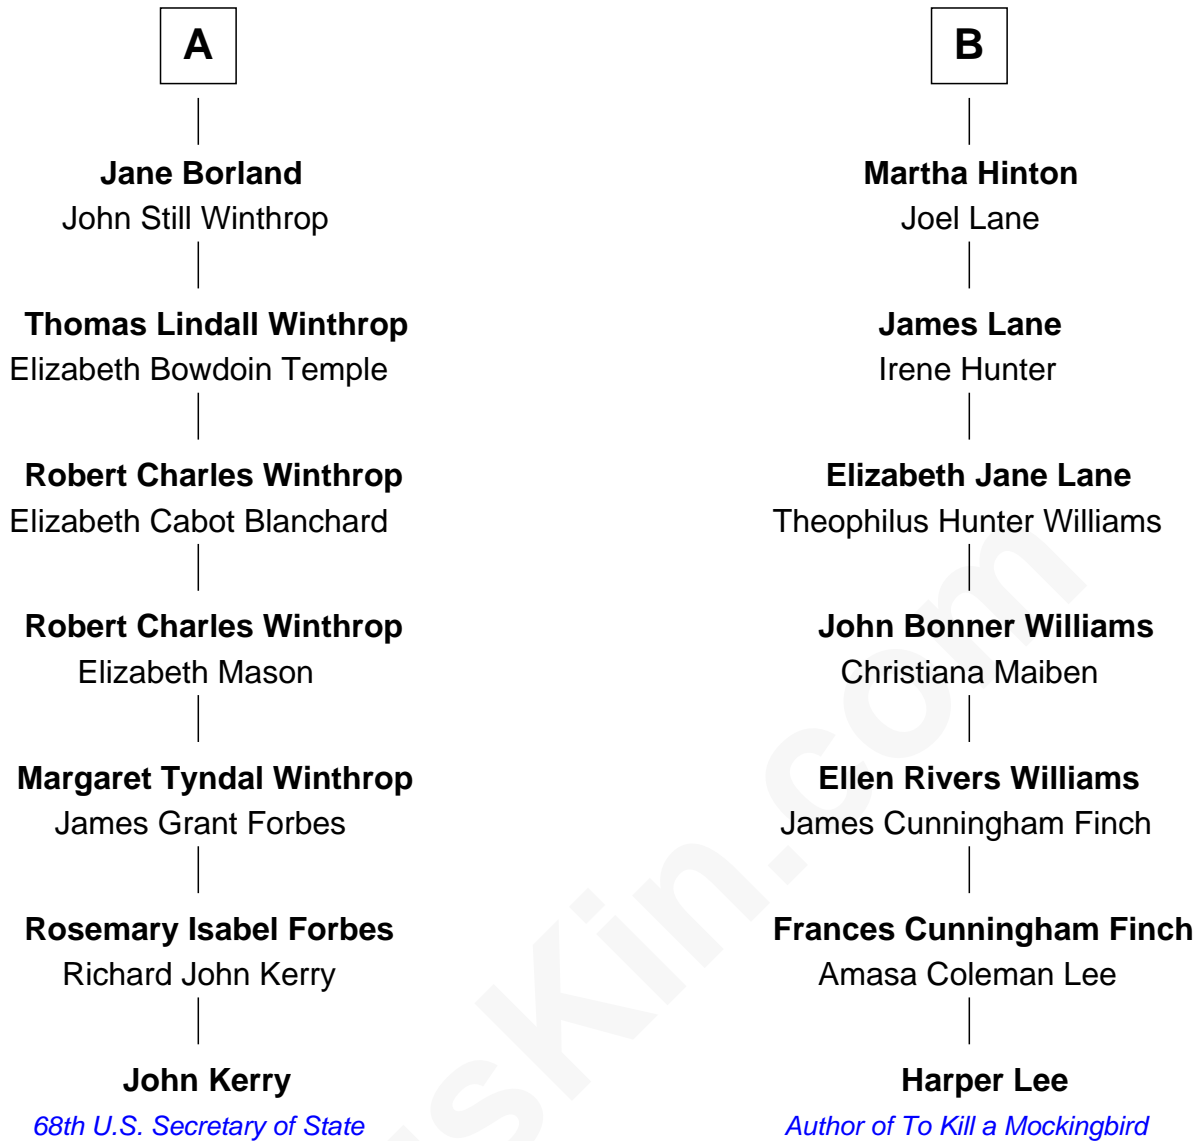 A
Jane Borland
John Still Winthrop
Thomas Lindall Winthrop
Elizabeth Bowdoin Temple
Robert Charles Winthrop
Elizabeth Cabot Blanchard
Robert Charles Winthrop
Elizabeth Mason
Margaret Tyndal Winthrop
James Grant Forbes
Rosemary Isabel Forbes
Richard John Kerry
John Kerry
68th U.S. Secretary of State
B
Martha Hinton
Joel Lane
James Lane
Irene Hunter
Elizabeth Jane Lane
Theophilus Hunter Williams
John Bonner Williams
Christiana Maiben
Ellen Rivers Williams
James Cunningham Finch
Frances Cunningham Finch
Amasa Coleman Lee
Harper Lee
Author of To Kill a Mockingbird